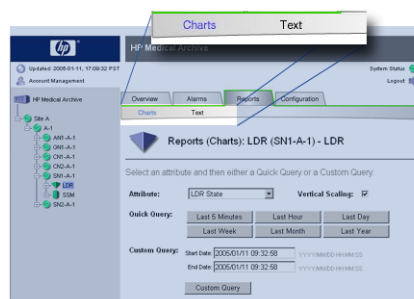 Charts Text
hp
HP Medical Archive
Updated: 2006-01-11, 17:09:32 PST
System Status
Account Management
Logout
HP Medical Archive
Overview Alarms Reports Configuration
Charts Text
Site A
A-1
AN1-A-1
GN1-A-1
CN1-A-1
CN2-A-1
SN1-A-1
LDR
SSM
SN2-A-1
Reports (Charts): LDR (SN1-A-1) - LDR
Select an attribute and then either a Quick Query or a Custom Query.
Attribute: LDR State Vertical Scaling:
Quick Query: Last 5 Minutes Last Hour Last Day
Last Week Last Month Last Year
Custom Query: Start Date: 2005/01/11 09:32:58 YYYY/MM/DD HH:MM:SS
End Date: 2005/01/11 09:32:58 YYYY/MM/DD HH:MM:SS
Custom Query